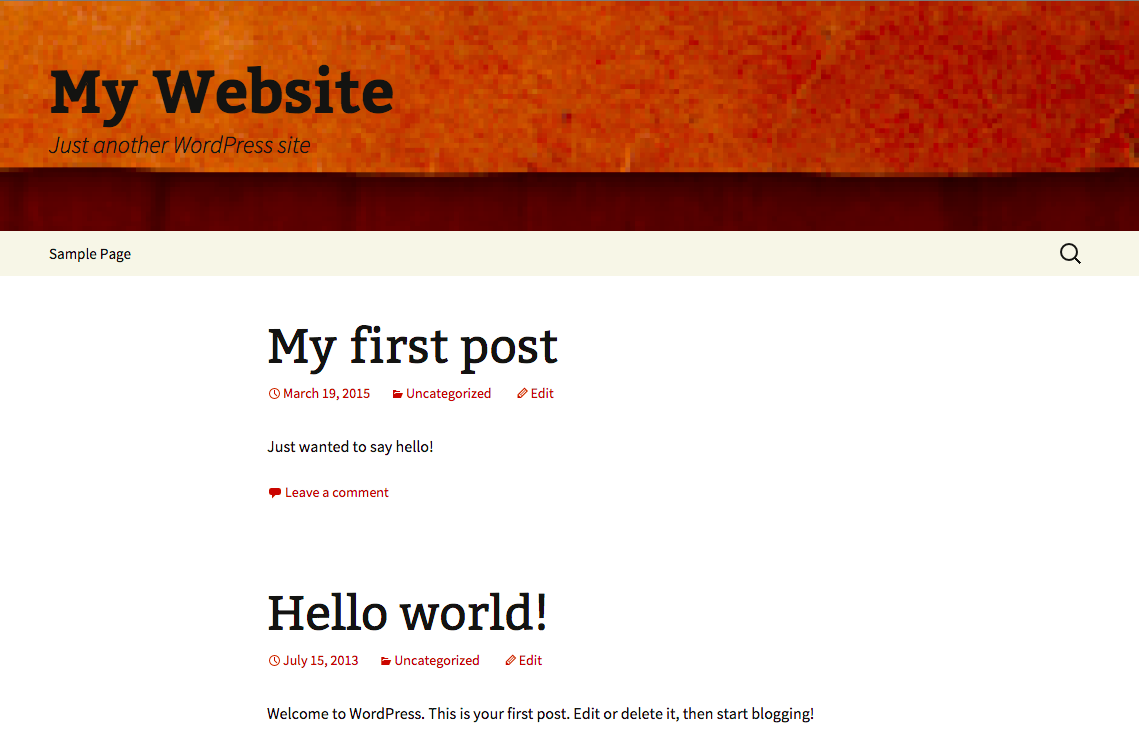 My Website
Just another WordPress site
Sample Page
My first post
March 19, 2015 Uncategorized Edit
Just wanted to say hello!
Leave a comment
Hello world!
July 15, 2013 Uncategorized Edit
Welcome to WordPress. This is your first post. Edit or delete it, then start blogging!